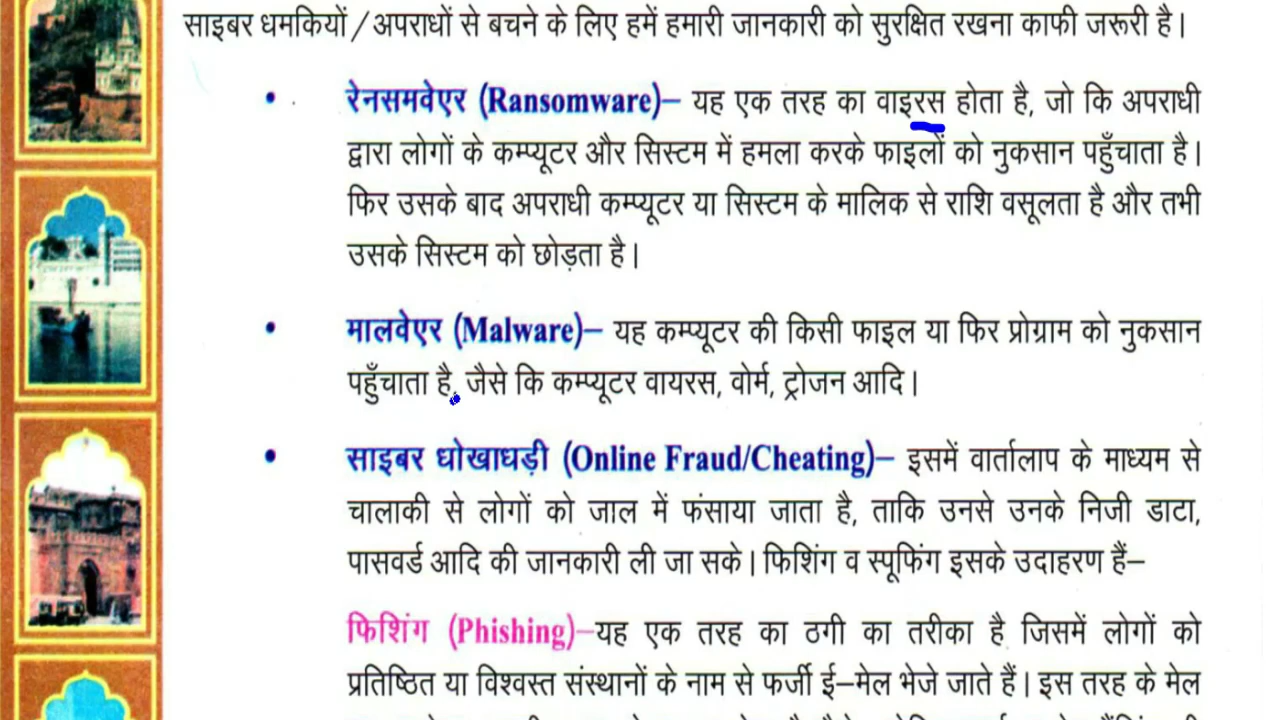 साइबर धमकियों/अपराधों से बचने के लिए हमें हमारी जानकारी को सुरक्षित रखना काफी जरूरी है।
• रेनसमवेएर (Ransomware)– यह एक तरह का वाइरस होता है, जो कि अपराधी
द्वारा लोगों के कम्प्यूटर और सिस्टम में हमला करके फाइलों को नुकसान पहुँचाता है।
फिर उसके बाद अपराधी कम्प्यूटर या सिस्टम के मालिक से राशि वसूलता है और तभी
उसके सिस्टम को छोड़ता है।
• मालवेएर (Malware)– यह कम्प्यूटर की किसी फाइल या फिर प्रोग्राम को नुकसान
पहुँचाता है, जैसे कि कम्प्यूटर वायरस, वोर्म, ट्रोजन आदि।
• साइबर धोखाधड़ी (Online Fraud/Cheating)– इसमें वार्तालाप के माध्यम से
चालाकी से लोगों को जाल में फंसाया जाता है, ताकि उनसे उनके निजी डाटा,
पासवर्ड आदि की जानकारी ली जा सके। फिशिंग व स्पूफिंग इसके उदाहरण हैं–
फिशिंग (Phishing)–यह एक तरह का ठगी का तरीका है जिसमें लोगों को
प्रतिष्ठित या विश्वस्त संस्थानों के नाम से फर्जी ई–मेल भेजे जाते हैं। इस तरह के मेल